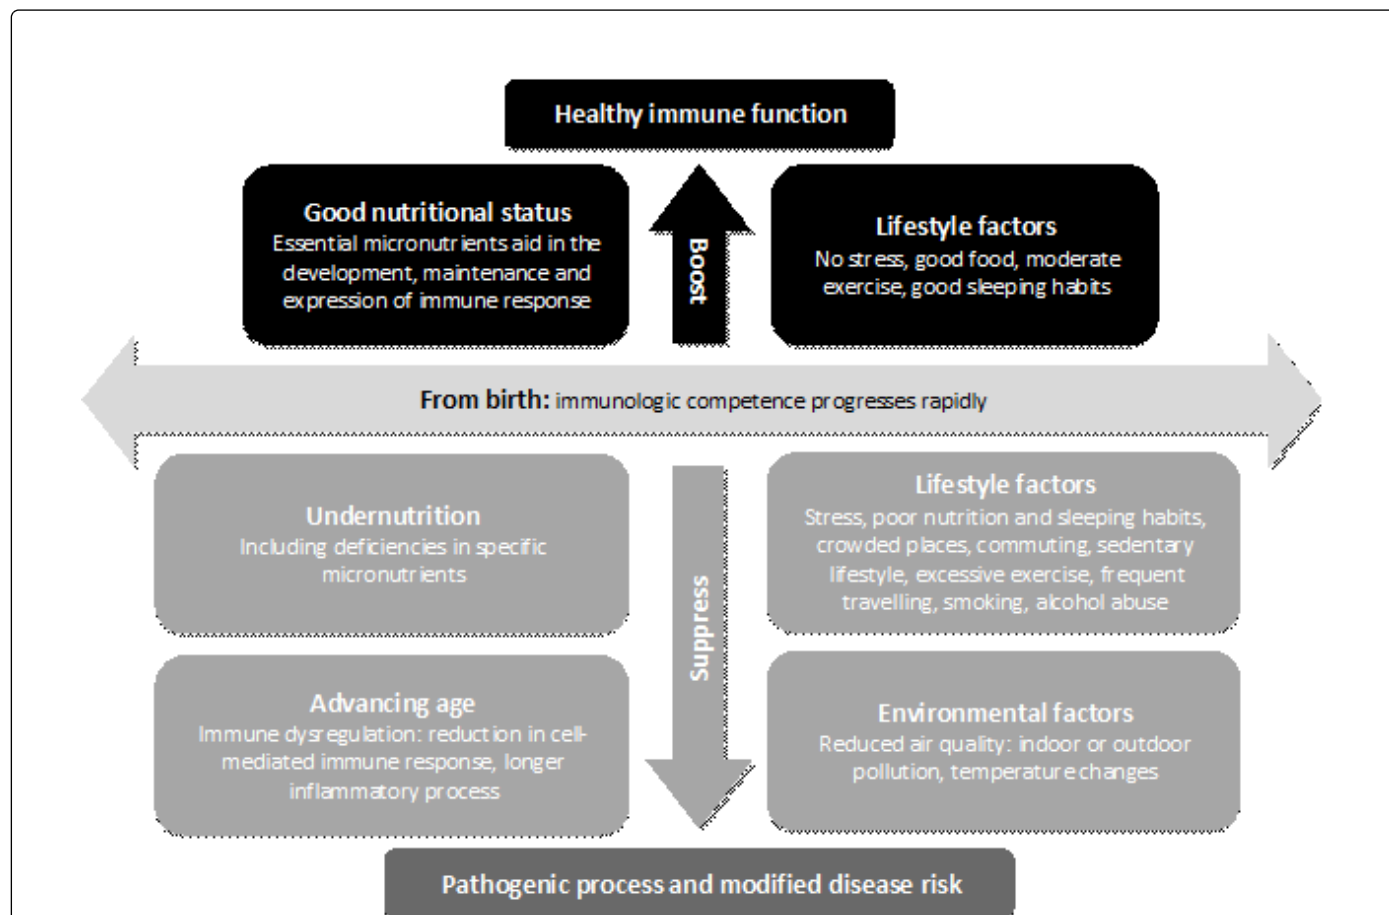 Healthy immune function
Good nutritional status
Essential micronutrients aid in the
development, maintenance and
expression of immune response
Boost
Lifestyle factors
No stress, good food, moderate
exercise, good sleeping habits
From birth: immunologic competence progresses rapidly
Undernutrition
Including deficiencies in specific
micronutrients
Suppress
Lifestyle factors
Stress, poor nutrition and sleeping habits,
crowded places, commuting, sedentary
lifestyle, excessive exercise, frequent
travelling, smoking, alcohol abuse
Advancing age
Immune dysregulation: reduction in cell-
mediated immune response, longer
inflammatory process
Environmental factors
Reduced air quality: indoor or outdoor
pollution, temperature changes
Pathogenic process and modified disease risk